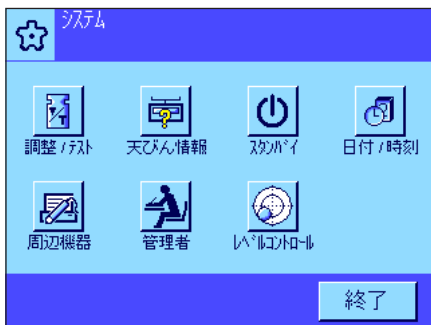 システム
調整 / テスト
天びん情報
スタンバイ
日付 / 時刻
周辺機器
管理者
レベルコントロール
終了